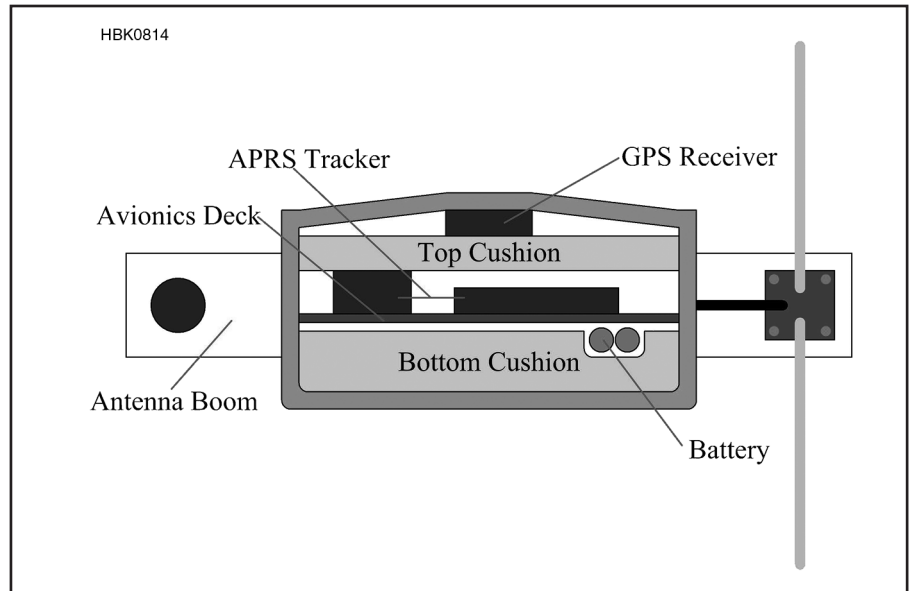 HBK0814
APRS Tracker
GPS Receiver
Avionics Deck
Top Cushion
Bottom Cushion
Antenna Boom
Battery